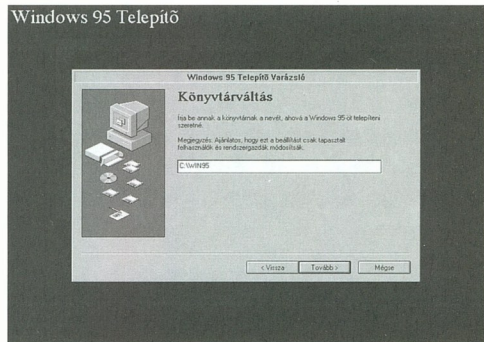 Windows 95 Telepítõ
Windows 95 Telepítõ Varázsló
Könyvtárváltás
Írja be annak a könyvtárnak a nevét, ahová a Windows 95-öt telepíteni
szeretné.
Megjegyzés: Ajánlatos, hogy ezt a beállítást csak tapasztalt
felhasználók és rendszergazdák módosítsák.
C:\WIN95
< Vissza
Tovább >
Mégse